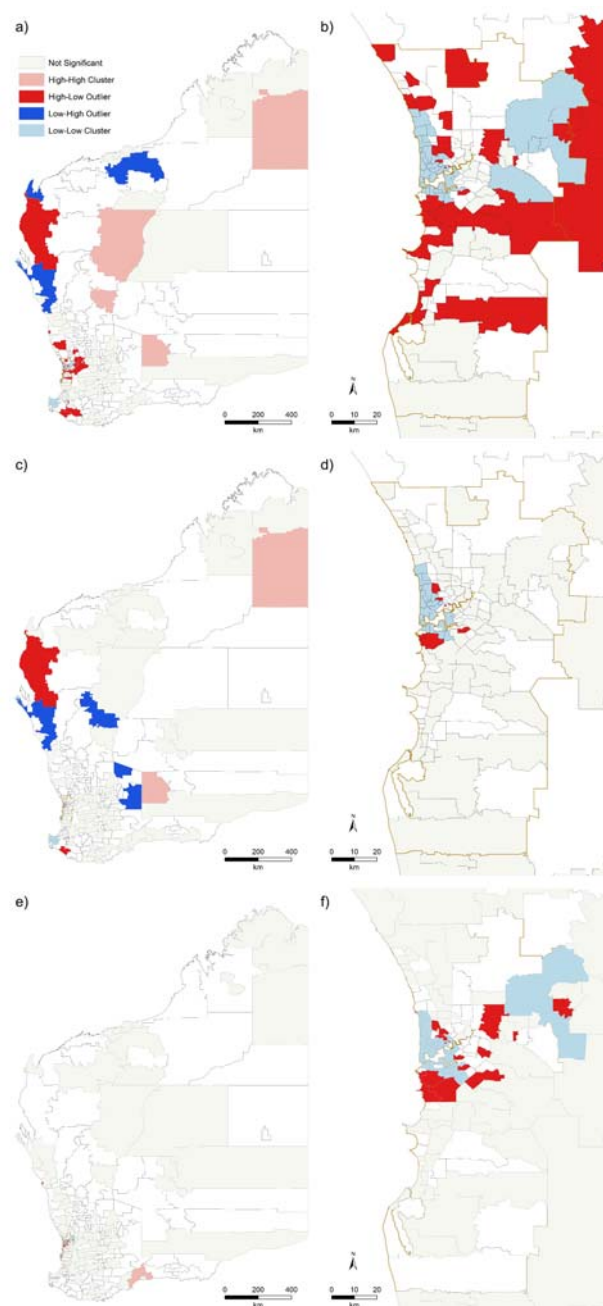 a)
Not Significant
High-High Cluster
High-Low Outlier
Low-High Outlier
Low-Low Cluster
0 200 400
km
b)
N
0 10 20
km
c)
0 200 400
km
d)
N
0 10 20
km
e)
0 200 400
km
f)
N
0 10 20
km